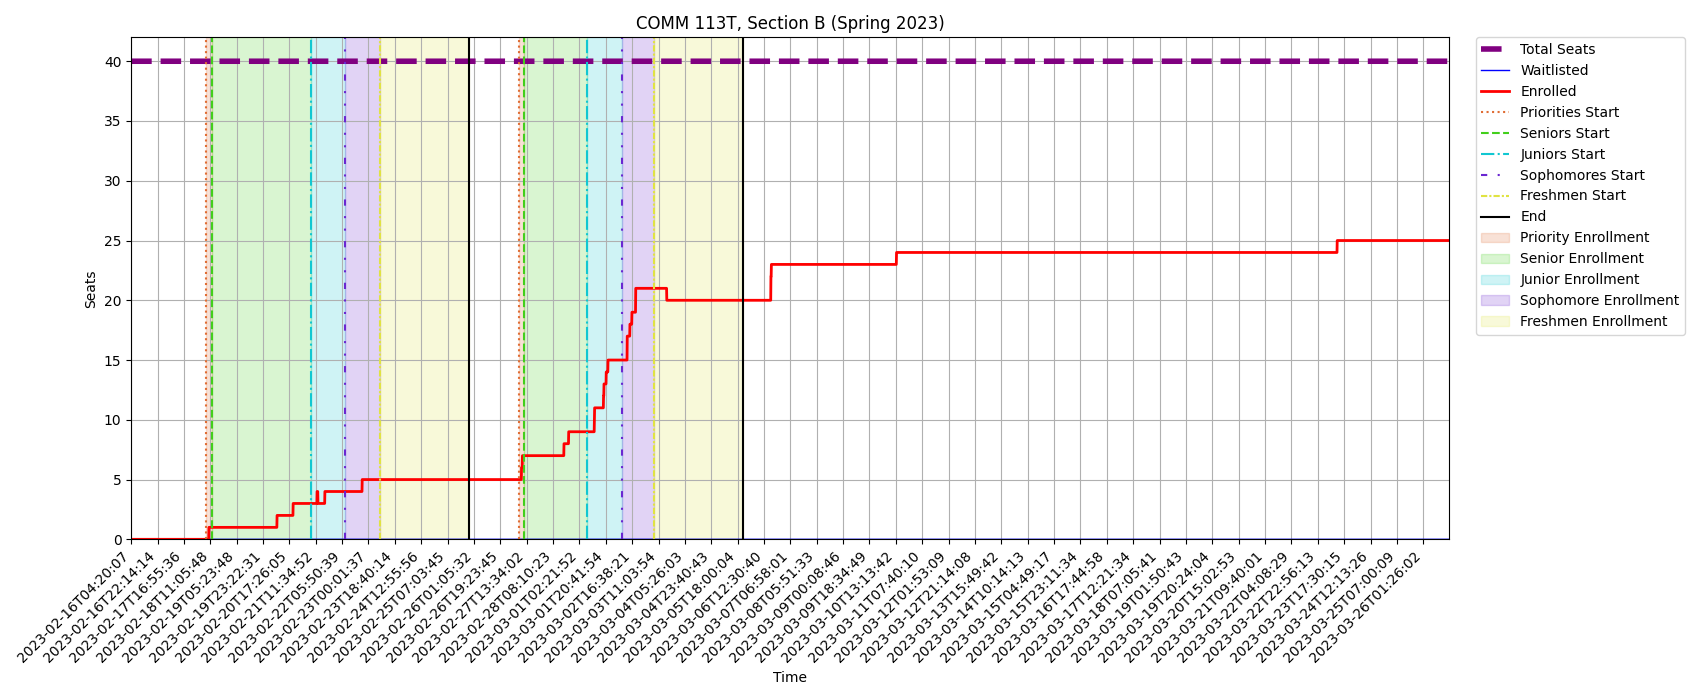 COMM 113T, Section B (Spring 2023)
Seats
40
35
30
25
20
15
10
5
0
2023-02-16T04:20:07
2023-02-16T22:14:14
2023-02-17T16:55:36
2023-02-18T11:05:48
2023-02-19T05:23:48
2023-02-19T23:22:31
2023-02-20T17:26:05
2023-02-21T11:34:52
2023-02-22T05:50:39
2023-02-23T00:01:37
2023-02-23T18:40:14
2023-02-24T12:55:56
2023-02-25T07:03:45
2023-02-26T01:05:32
2023-02-26T19:23:45
2023-02-27T13:34:02
2023-02-28T08:10:23
2023-03-01T02:21:52
2023-03-01T20:41:54
2023-03-02T16:38:21
2023-03-03T11:03:54
2023-03-04T05:26:03
2023-03-04T23:40:43
2023-03-05T18:00:04
2023-03-06T12:30:40
2023-03-07T06:58:01
2023-03-08T05:51:33
2023-03-09T00:08:46
2023-03-09T18:34:49
2023-03-10T13:13:42
2023-03-11T07:40:10
2023-03-12T01:53:09
2023-03-12T21:14:08
2023-03-13T15:49:42
2023-03-14T10:14:13
2023-03-15T04:49:17
2023-03-15T23:11:34
2023-03-16T17:44:58
2023-03-17T12:21:34
2023-03-18T07:05:41
2023-03-19T01:50:43
2023-03-19T20:24:04
2023-03-20T15:02:53
2023-03-21T09:40:01
2023-03-22T04:08:29
2023-03-22T22:56:13
2023-03-23T17:30:15
2023-03-24T12:13:26
2023-03-25T07:00:09
2023-03-26T01:26:02
Time
Total Seats
Waitlisted
Enrolled
Priorities Start
Seniors Start
Juniors Start
Sophomores Start
Freshmen Start
End
Priority Enrollment
Senior Enrollment
Junior Enrollment
Sophomore Enrollment
Freshmen Enrollment